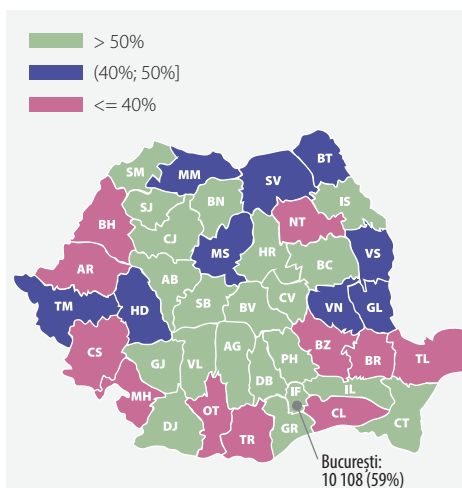 > 50%
(40%; 50%]
<= 40%
BT
SM
MM
SV
BN
IS
SJ
BH
NT
CJ
MS
HR
BC
VS
AR
AB
TM
HD
SB
BV
CV
VN
GL
CS
GJ
VL
AG
PH
BZ
BR
TL
MH
DB
IF
IL
OT
CL
DJ
TR
GR
CT
București:
10 108 (59%)